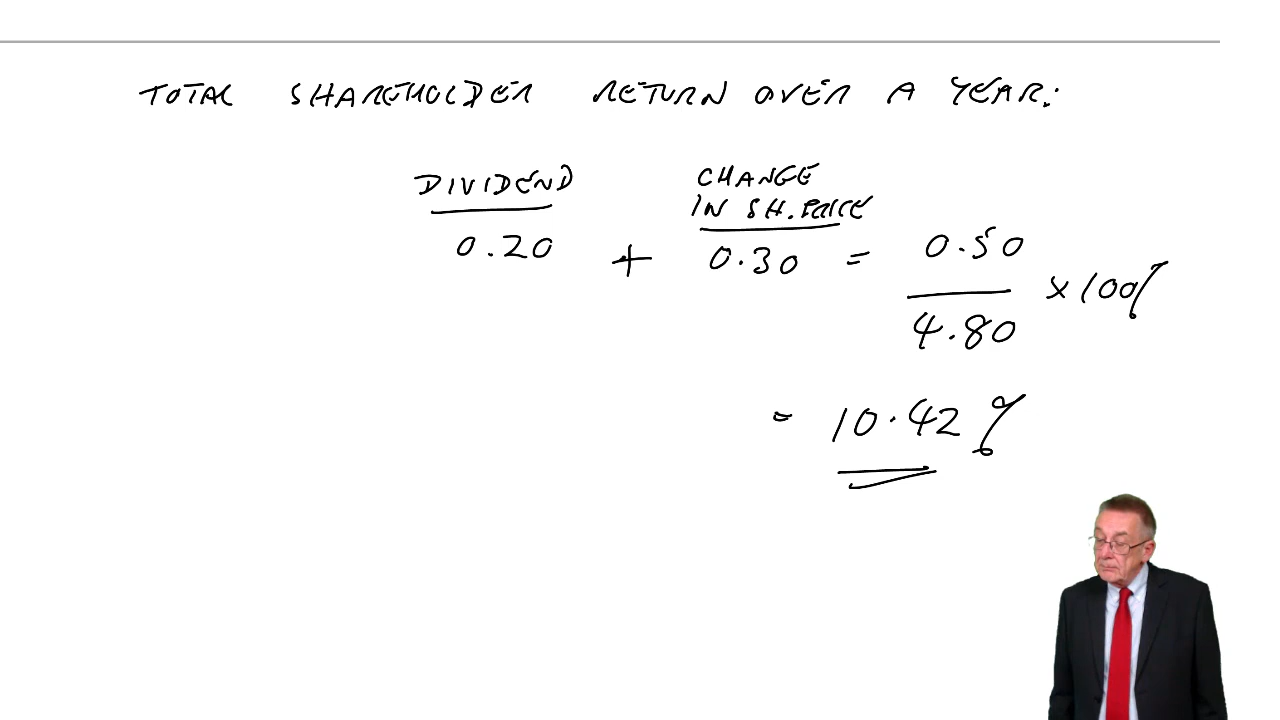 TOTAL SHAREHOLDER RETURN OVER A YEAR:
DIVIDEND
CHANGE
IN SH. PRICE
0.20 + 0.30 = 0.50
4.80
×100%
= 10.42%